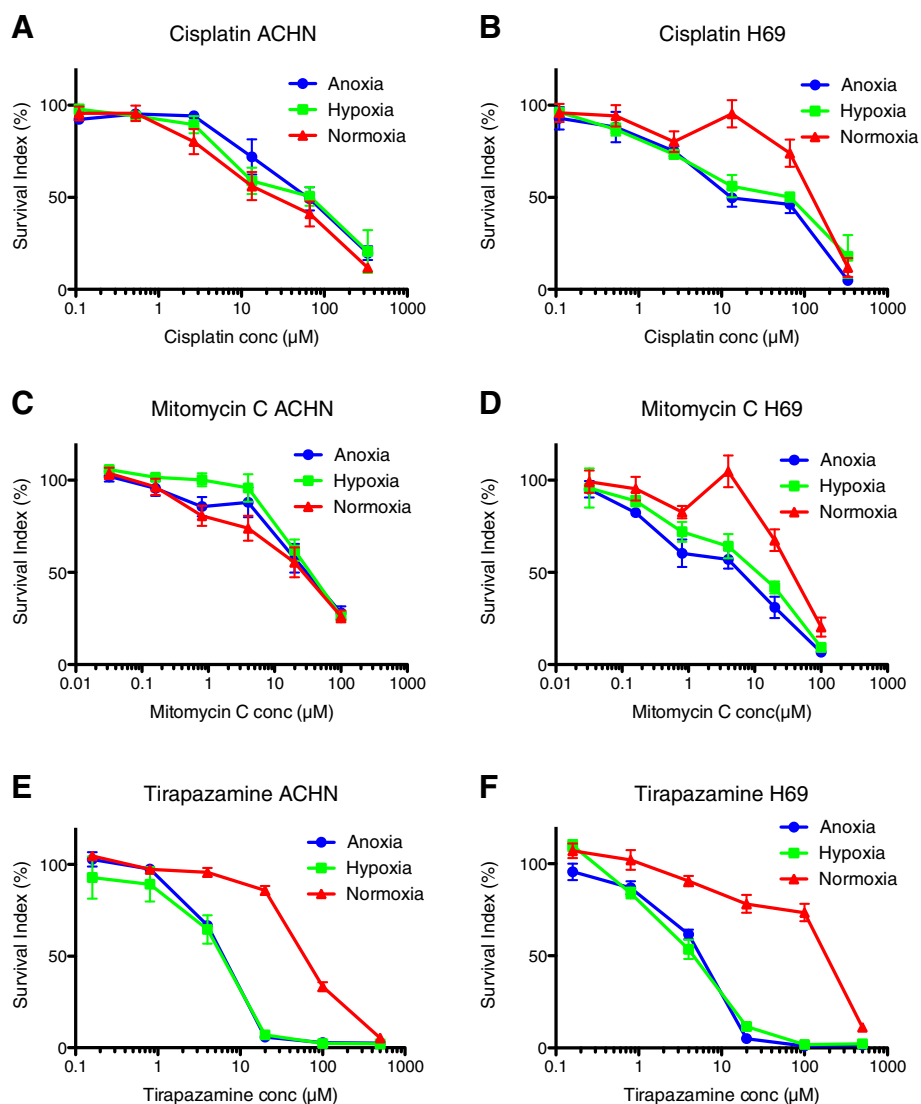 A
Cisplatin ACHN
Anoxia
Hypoxia
Normoxia
Survival Index (%)
100
50
0
0.1 1 10 100 1000
Cisplatin conc (µM)
B
Cisplatin H69
Anoxia
Hypoxia
Normoxia
Survival Index (%)
100
50
0
0.1 1 10 100 1000
Cisplatin conc (µM)
C
Mitomycin C ACHN
Anoxia
Hypoxia
Normoxia
Survival Index (%)
100
50
0
0.01 0.1 1 10 100 1000
Mitomycin C conc (µM)
D
Mitomycin C H69
Anoxia
Hypoxia
Normoxia
Survival Index (%)
100
50
0
0.01 0.1 1 10 100 1000
Mitomycin C conc(µM)
E
Tirapazamine ACHN
Anoxia
Hypoxia
Normoxia
Survival Index (%)
100
50
0
0.1 1 10 100 1000
Tirapazamine conc (µM)
F
Tirapazamine H69
Anoxia
Hypoxia
Normoxia
Survival Index (%)
100
50
0
0.1 1 10 100 1000
Tirapazamine conc (µM)